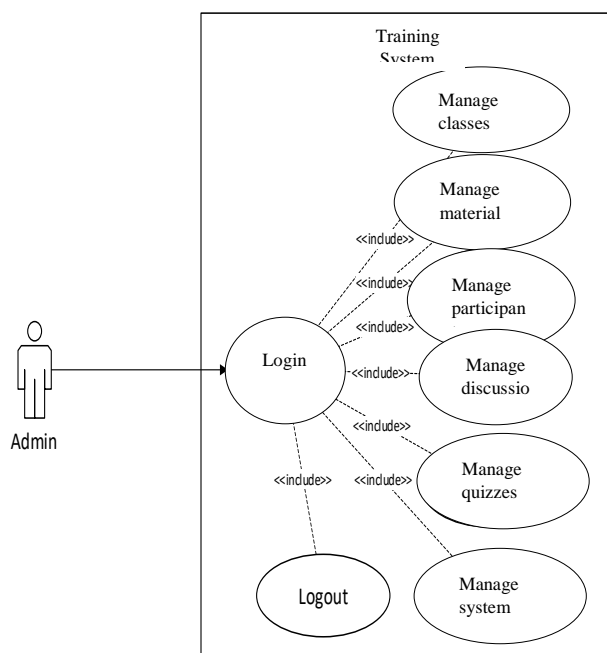 Training
System
Manage
classes
Manage
material
<<include>>
<<include>>
Manage
participan
<<include>>
Login
Manage
discussio
<<include>>
Admin
<<include>>
Manage
quizzes
<<include>>
<<include>>
Logout
Manage
system